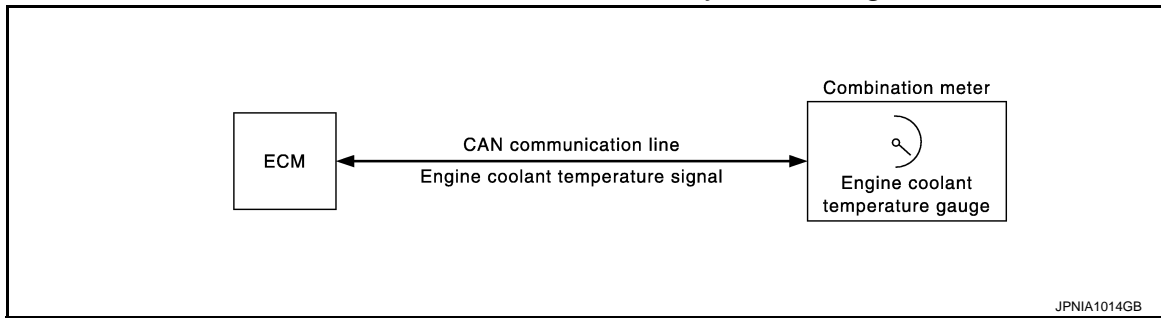 Combination meter
ECM
CAN communication line
Engine coolant temperature signal
Engine coolant
temperature gauge
JPNIA1014GB